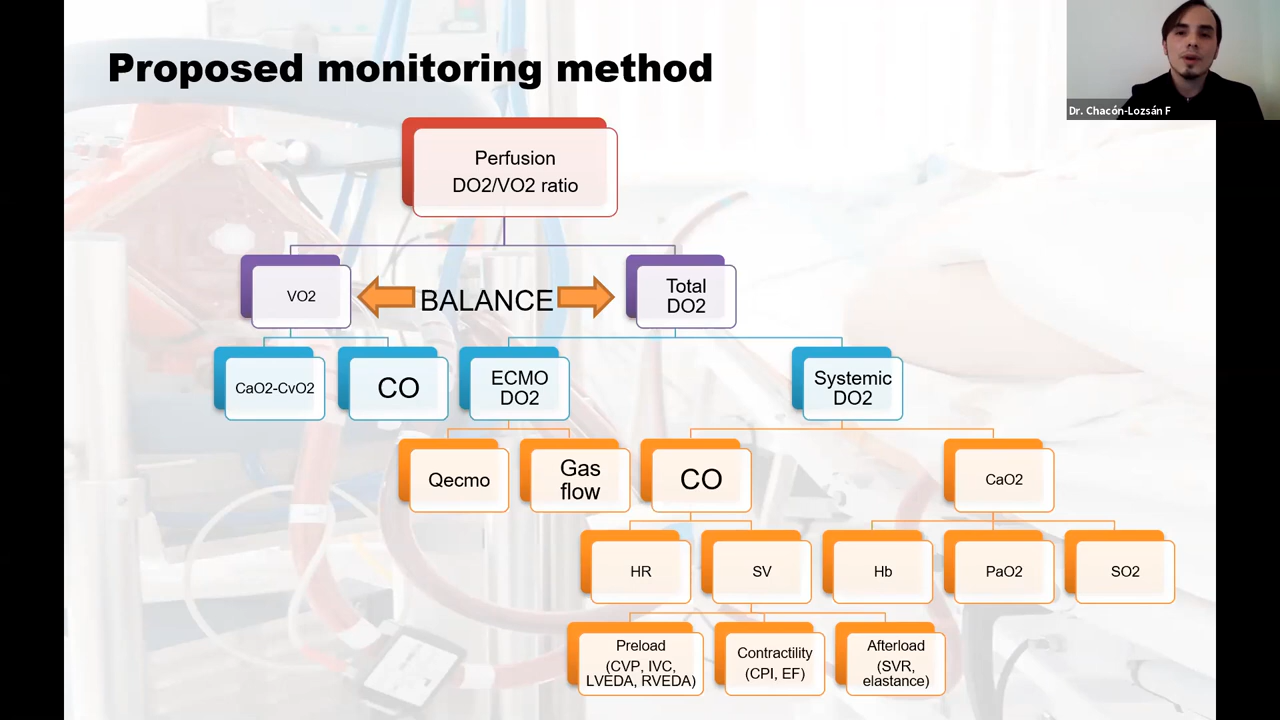 Proposed monitoring method
Dr. Chacón-Lozsán F
Perfusion
DO2/VO2 ratio
VO2
BALANCE
Total
DO2
CaO2-CvO2
CO
ECMO
DO2
Systemic
DO2
Qecmo
Gas
flow
CO
CaO2
HR
SV
Hb
PaO2
SO2
Preload
(CVP, IVC,
LVEDA, RVEDA)
Contractility
(CPI, EF)
Afterload
(SVR,
elastance)